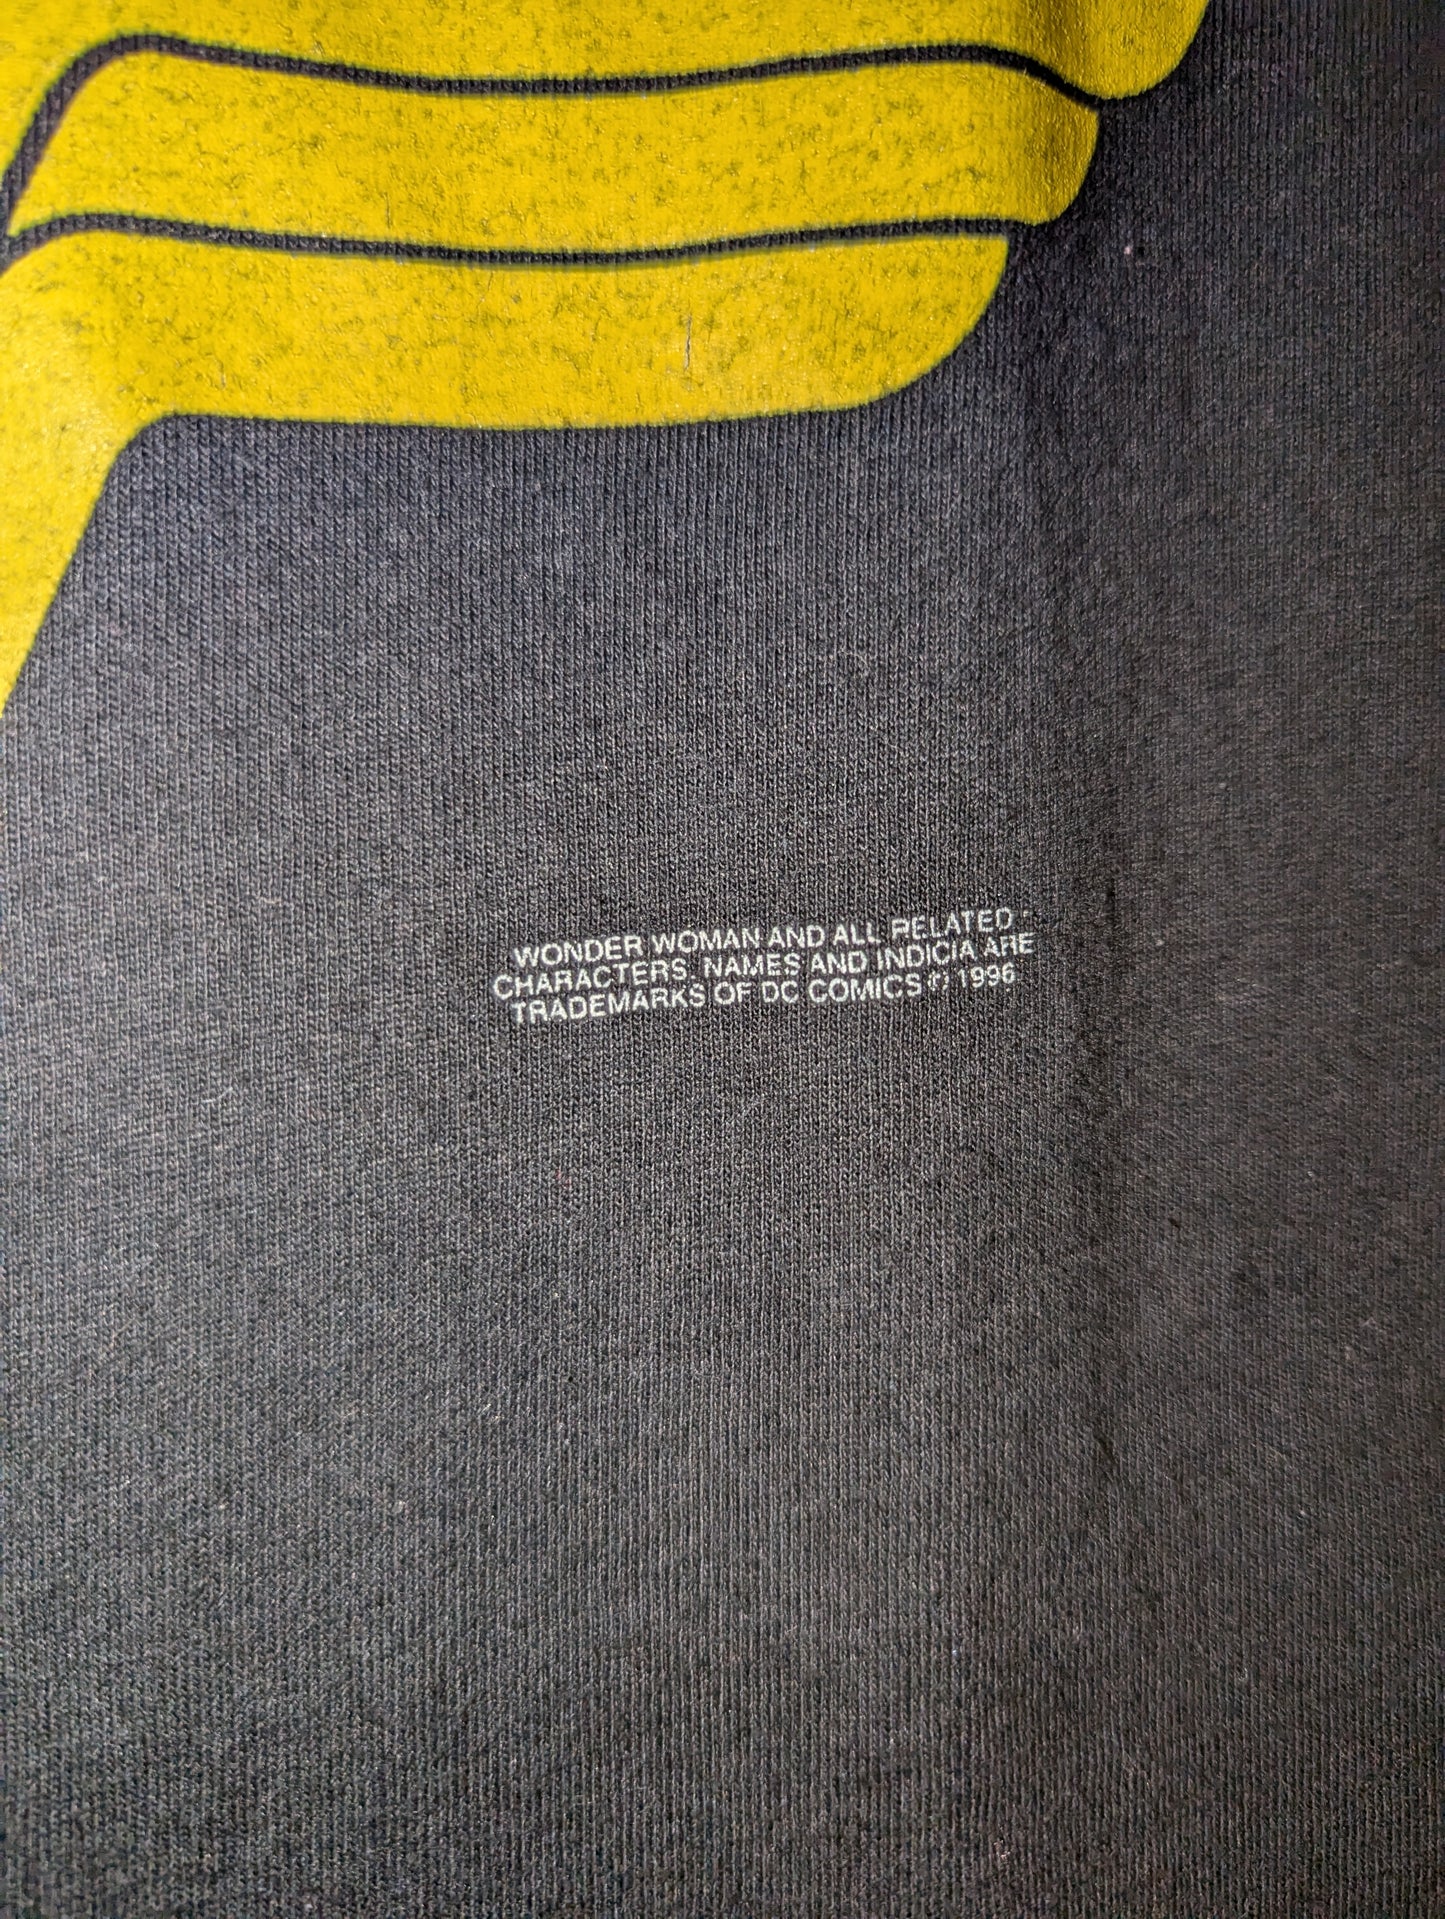 WONDER WOMAN AND ALL RELATED
CHARACTERS, NAMES AND INDICIA ARE
TRADEMARKS OF DC COMICS © 1996